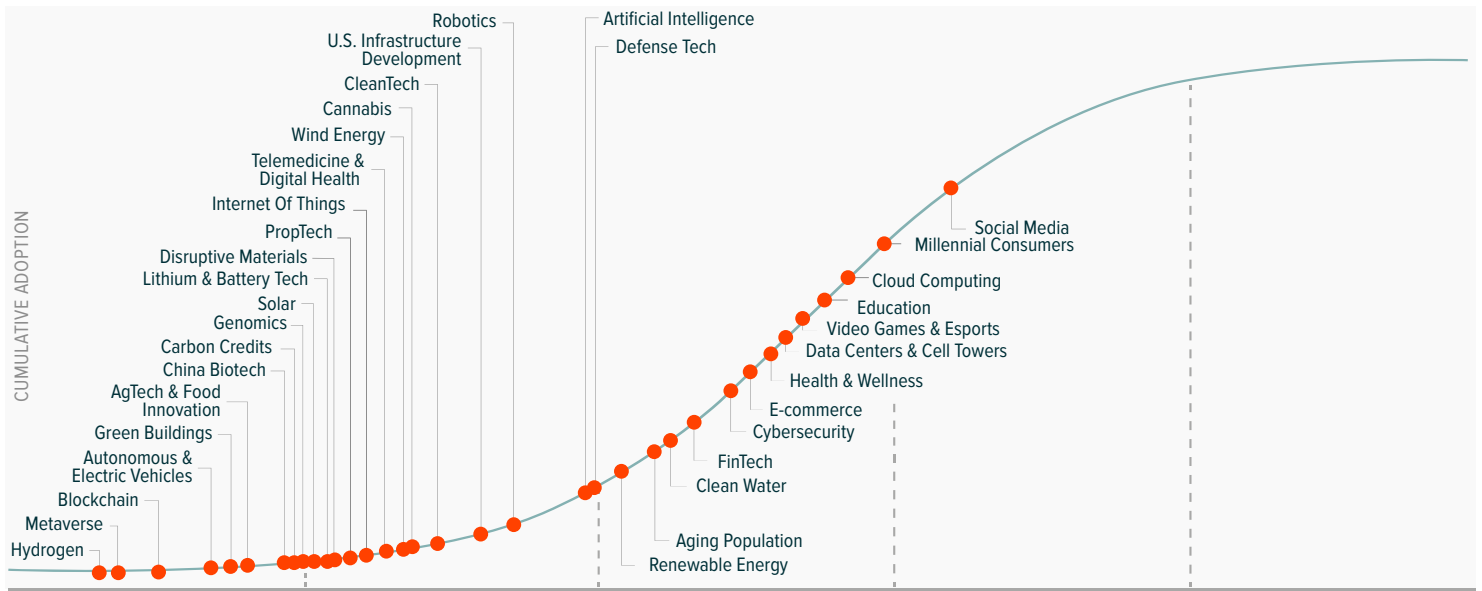 Robotics
U.S. Infrastructure
Development
CleanTech
Cannabis
Wind Energy
Telemedicine &
Digital Health
Internet Of Things
PropTech
Disruptive Materials
Lithium & Battery Tech
Solar
Genomics
Carbon Credits
China Biotech
AgTech & Food
Innovation
Green Buildings
Autonomous &
Electric Vehicles
Blockchain
Metaverse
Hydrogen
CUMULATIVE ADOPTION
Artificial Intelligence
Defense Tech
Social Media
Millennial Consumers
Cloud Computing
Education
Video Games & Esports
Data Centers & Cell Towers
Health & Wellness
E-commerce
Cybersecurity
FinTech
Clean Water
Aging Population
Renewable Energy